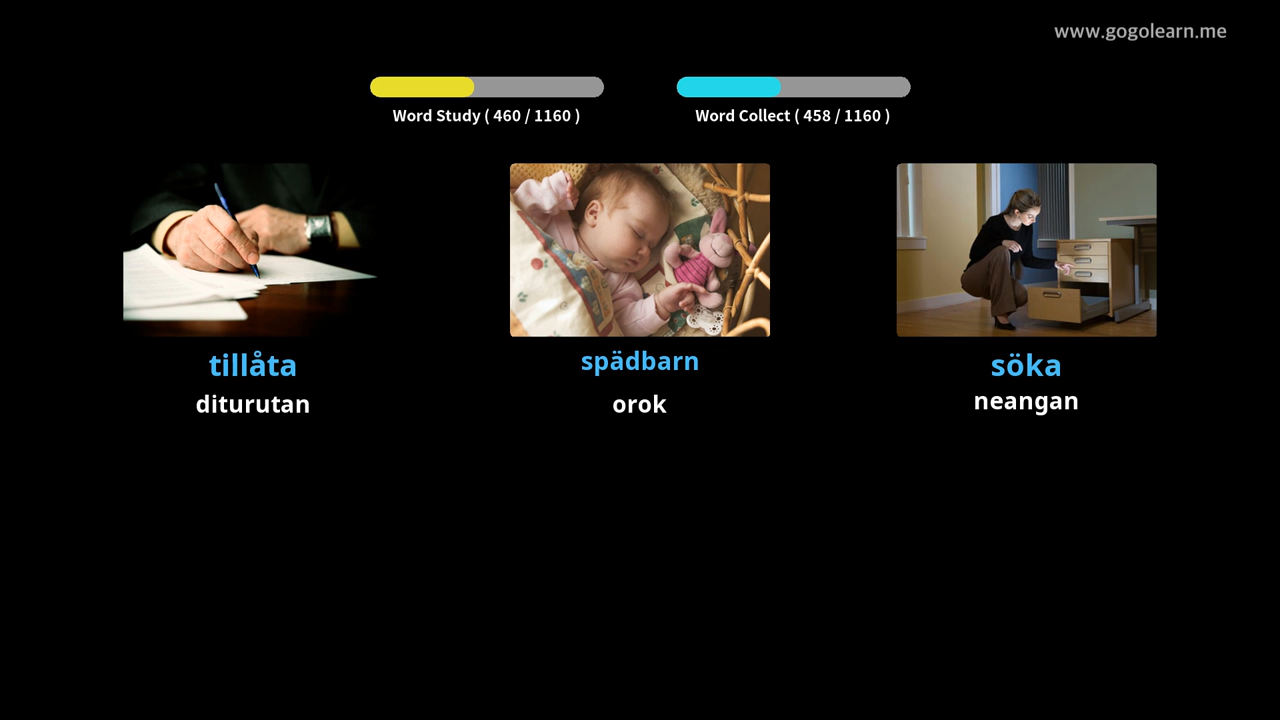 www.gogolearn.me
Word Study ( 460 / 1160 )
Word Collect ( 458 / 1160 )
tillåta
diturutan
spädbarn
orok
söka
neangan